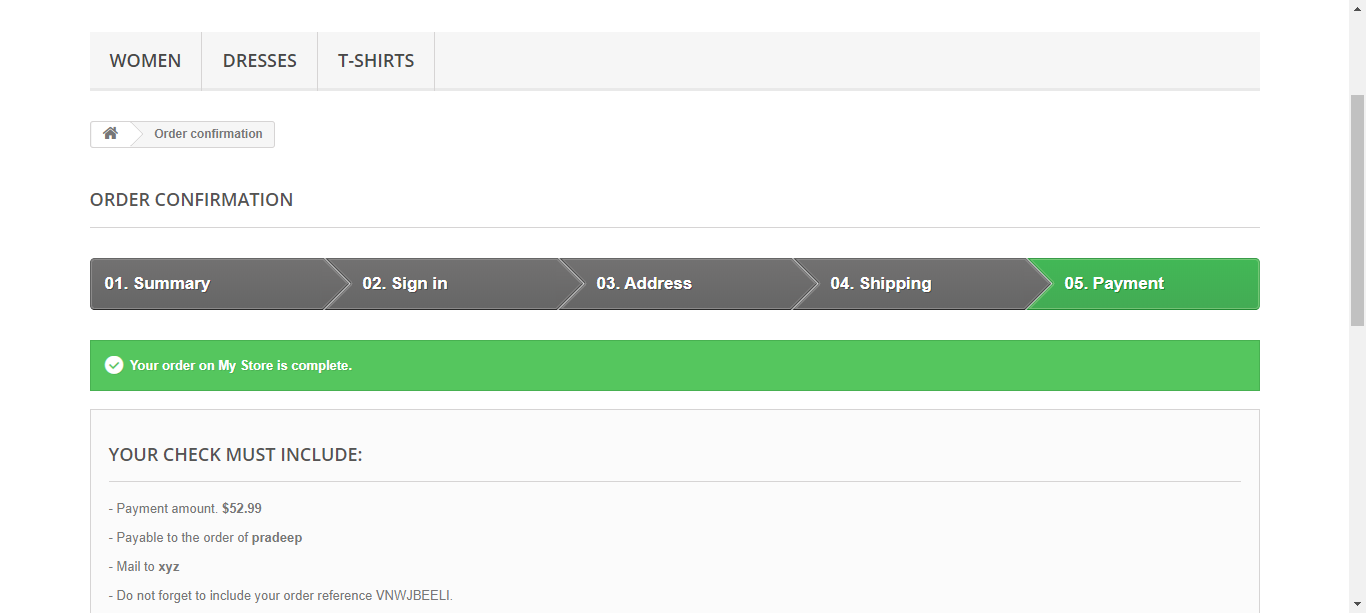 WOMEN DRESSES T-SHIRTS
Order confirmation
ORDER CONFIRMATION
01. Summary 02. Sign in 03. Address 04. Shipping 05. Payment
Your order on My Store is complete.
YOUR CHECK MUST INCLUDE:
- Payment amount. $52.99
- Payable to the order of pradeep
- Mail to xyz
- Do not forget to include your order reference VNWJBEELI.